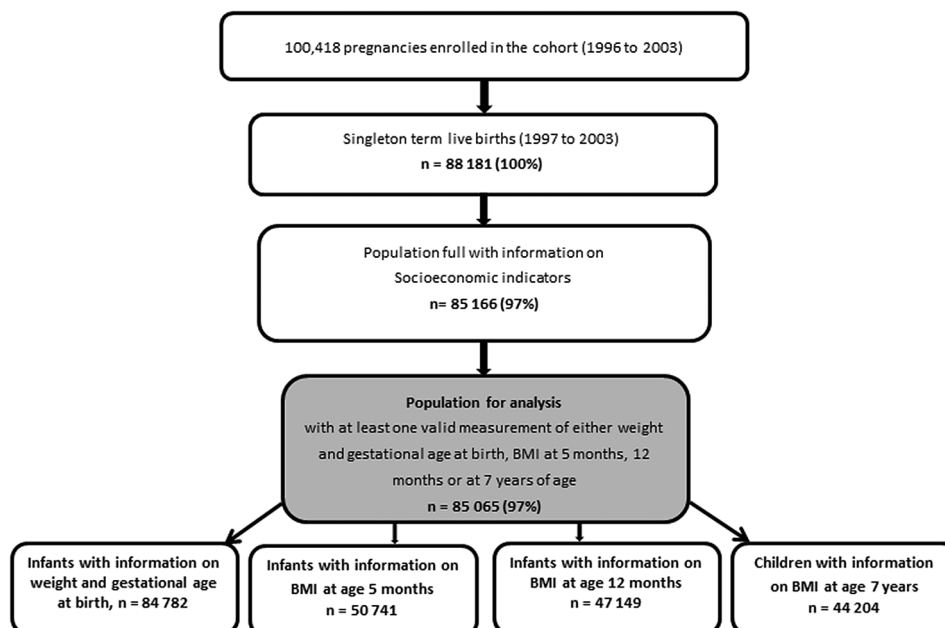 100,418 pregnancies enrolled in the cohort (1996 to 2003)
Singleton term live births (1997 to 2003)
n = 88 181 (100%)
Population full with information on
Socioeconomic indicators
n= 85 166 (97%)
Population for analysis
with at least one valid measurement of either weight
and gestational age at birth, BMI at 5 months, 12
months or at 7 years of age
n = 85 065 (97%)
Infants with information on
weight and gestational age
at birth, n = 84 782
Infants with information on
BMI at age 5 months
n = 50 741
Infants with information on
BMI at age 12 months
n = 47 149
Children with information
on BMI at age 7 years
n = 44 204